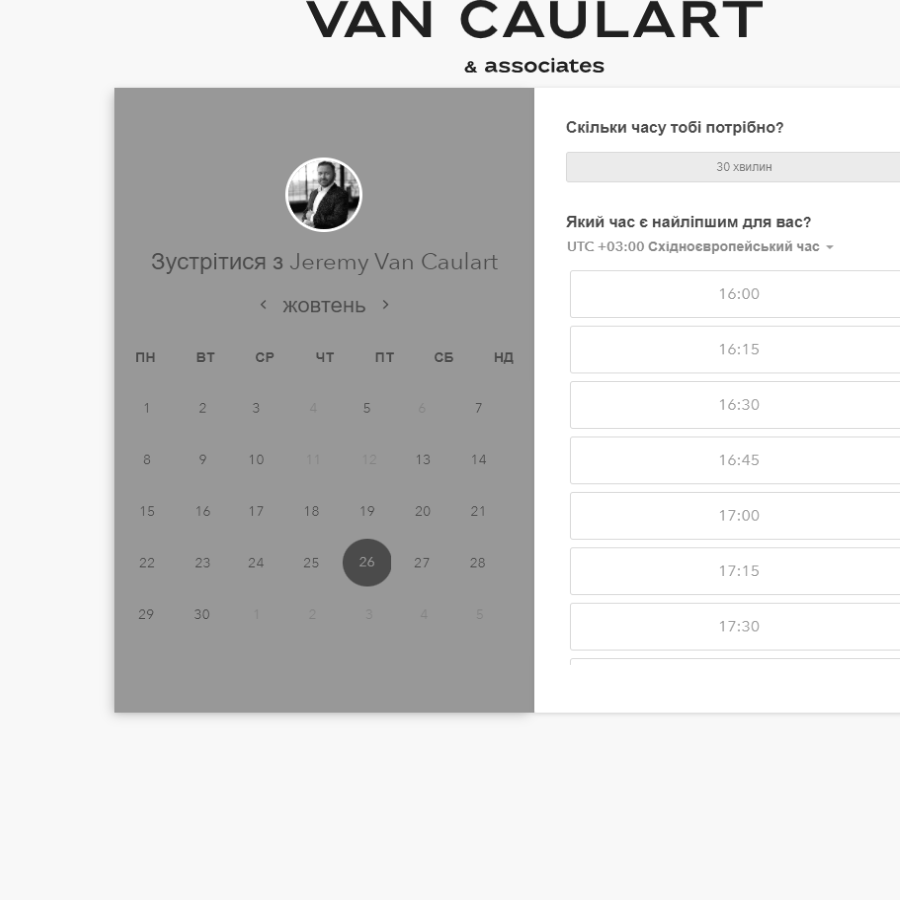 VAN CAULART
& associates
Зустрітися з Jeremy Van Caulart
жовтень
ПН ВТ СР ЧТ ПТ СБ НД
1 2 3 4 5 6 7
8 9 10 11 12 13 14
15 16 17 18 19 20 21
22 23 24 25 26 27 28
29 30 1 2 3 4 5
Скільки часу тобі потрібно?
30 хвилин
Який час є найліпшим для вас?
UTC +03:00 Східноєвропейський час
16:00
16:15
16:30
16:45
17:00
17:15
17:30